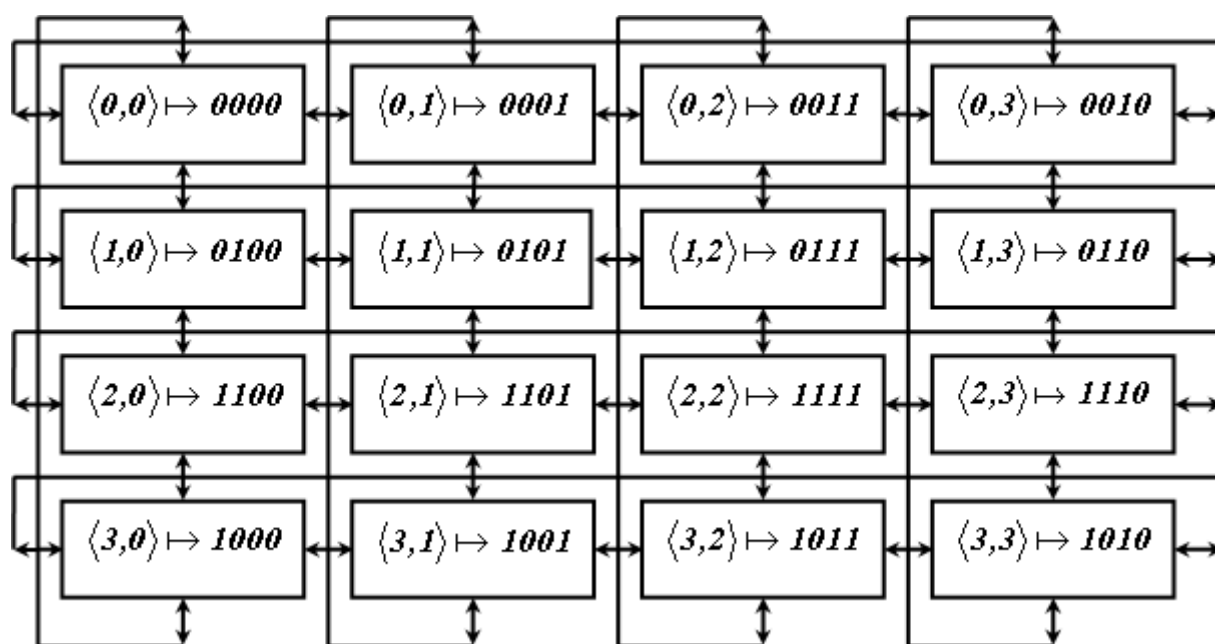 ⟨0,0⟩ ↦ 0000 ⟨0,1⟩ ↦ 0001 ⟨0,2⟩ ↦ 0011 ⟨0,3⟩ ↦ 0010
⟨1,0⟩ ↦ 0100 ⟨1,1⟩ ↦ 0101 ⟨1,2⟩ ↦ 0111 ⟨1,3⟩ ↦ 0110
⟨2,0⟩ ↦ 1100 ⟨2,1⟩ ↦ 1101 ⟨2,2⟩ ↦ 1111 ⟨2,3⟩ ↦ 1110
⟨3,0⟩ ↦ 1000 ⟨3,1⟩ ↦ 1001 ⟨3,2⟩ ↦ 1011 ⟨3,3⟩ ↦ 1010